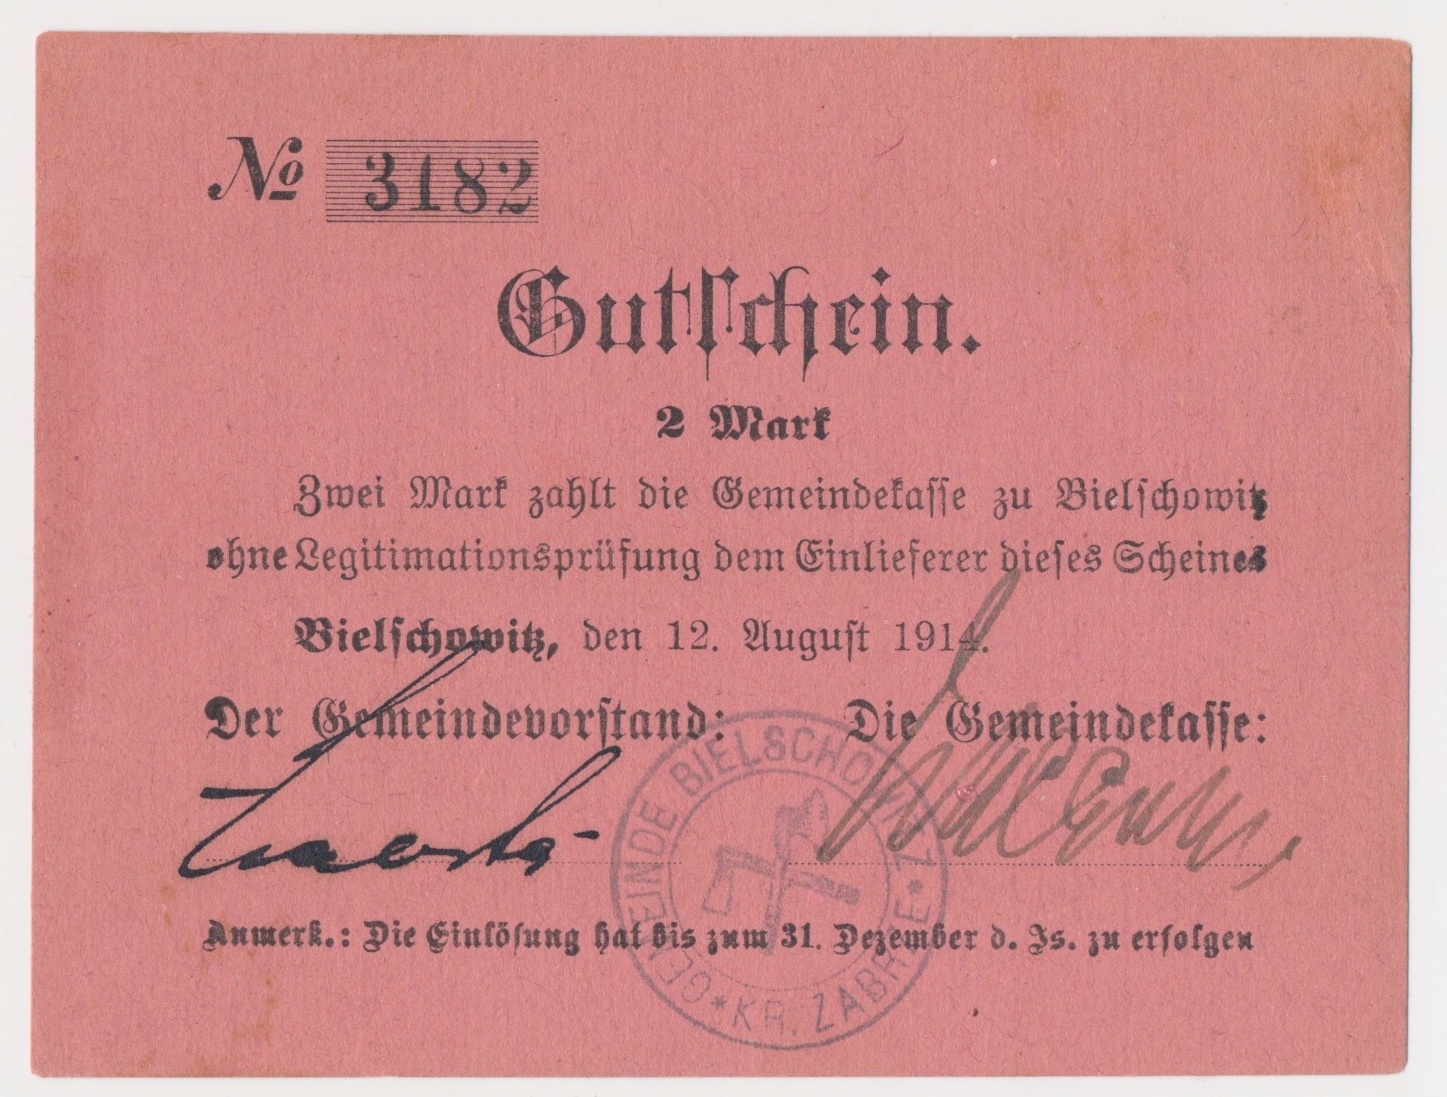 No 3182
Gutschein.
2 Mark
Zwei Mark zahlt die Gemeindekasse zu Bielschowitz
ohne Legitimationsprüfung dem Einlieferer dieses Scheines
Bielschowitz, den 12. August 1914.
Der Gemeindevorstand: Die Gemeindekasse:
GEMEINDE BIELSCHOWITZ * KR. ZABRZE *
Anmerk.: Die Einlösung hat bis zum 31. Dezember d. Js. zu erfolgen